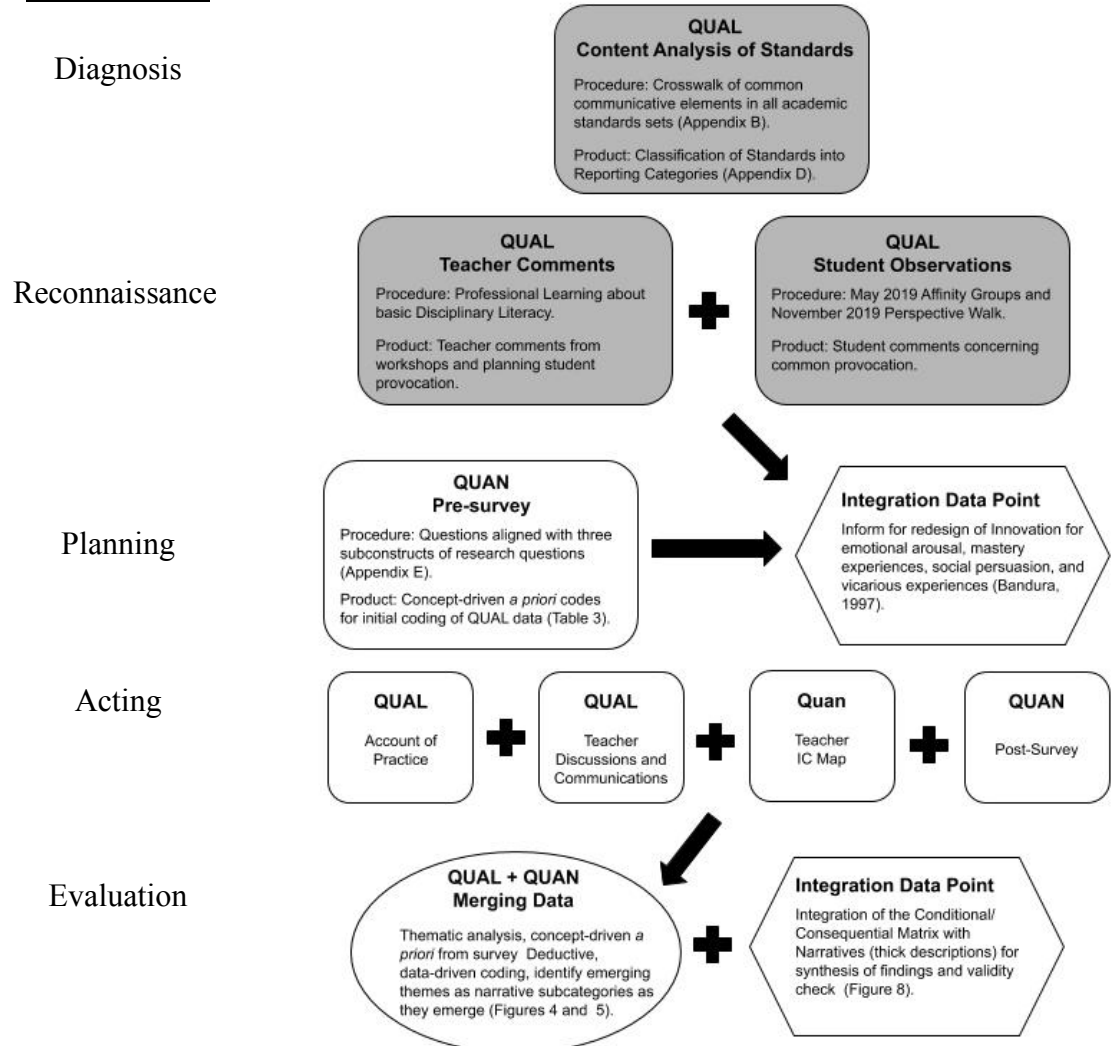 Diagnosis
QUAL
Content Analysis of Standards
Procedure: Crosswalk of common
communicative elements in all academic
standards sets (Appendix B).
Product: Classification of Standards into
Reporting Categories (Appendix D).
Reconnaissance
QUAL
Teacher Comments
Procedure: Professional Learning about
basic Disciplinary Literacy.
Product: Teacher comments from
workshops and planning student
provocation.
QUAL
Student Observations
Procedure: May 2019 Affinity Groups and
November 2019 Perspective Walk.
Product: Student comments concerning
common provocation.
Planning
QUAN
Pre-survey
Procedure: Questions aligned with three
subconstructs of research questions
(Appendix E).
Product: Concept-driven a priori codes
for initial coding of QUAL data (Table 3).
Integration Data Point
Inform for redesign of Innovation for
emotional arousal, mastery
experiences, social persuasion, and
vicarious experiences (Bandura,
1997).
Acting
QUAL
Account of
Practice
QUAL
Teacher
Discussions and
Communications
Quan
Teacher
IC Map
QUAN
Post-Survey
Evaluation
QUAL + QUAN
Merging Data
Thematic analysis, concept-driven a
priori from survey Deductive,
data-driven coding, identify emerging
themes as narrative subcategories as
they emerge (Figures 4 and 5).
Integration Data Point
Integration of the Conditional/
Consequential Matrix with
Narratives (thick descriptions) for
synthesis of findings and validity
check (Figure 8).